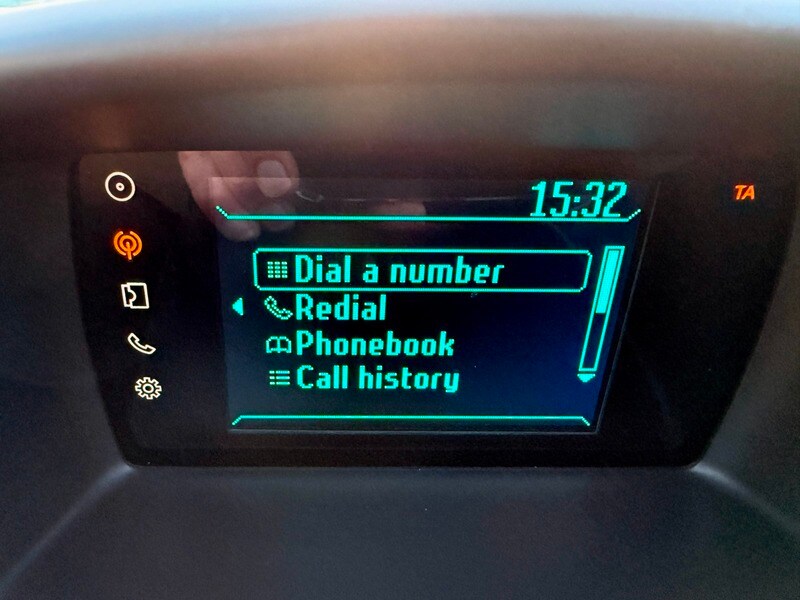 15:32
TA
Dial a number
Redial
Phonebook
Call history